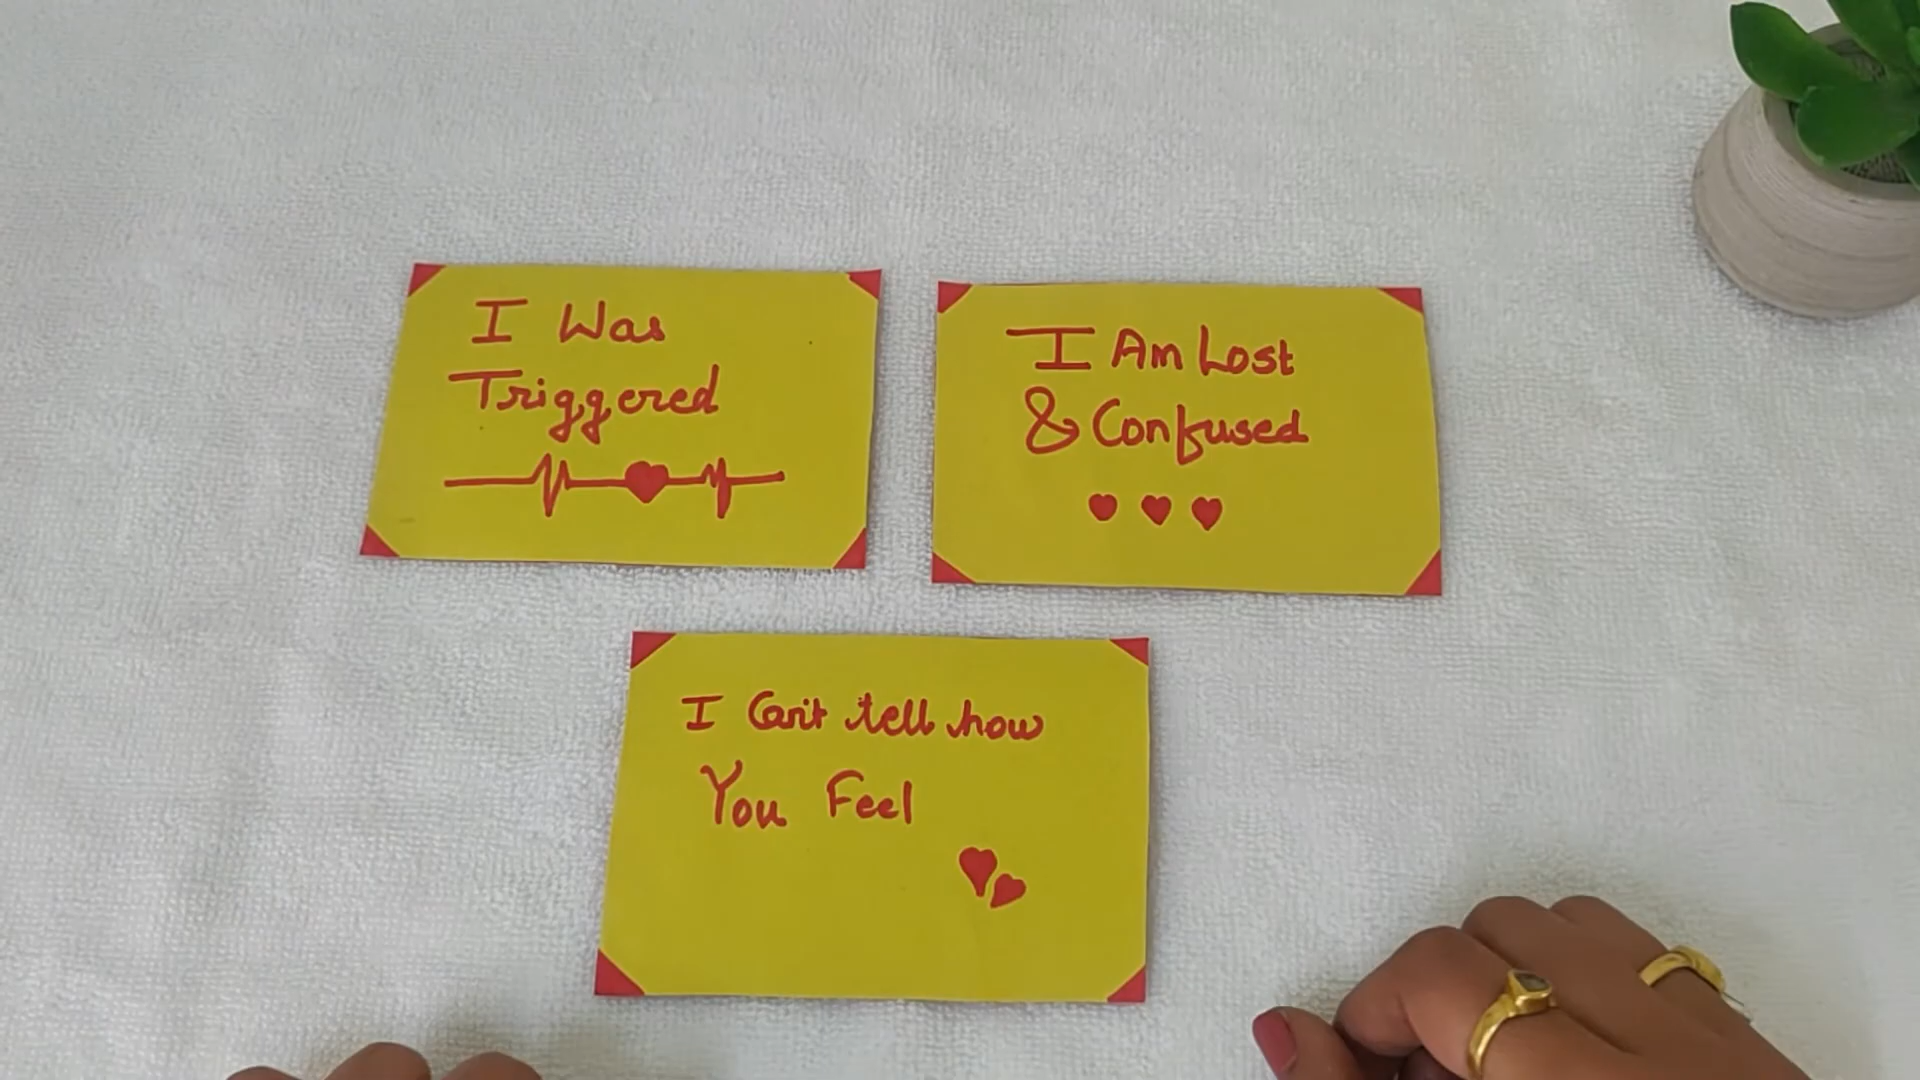 I Was
Triggered
I Am Lost
& Confused
I Can't tell how
You Feel